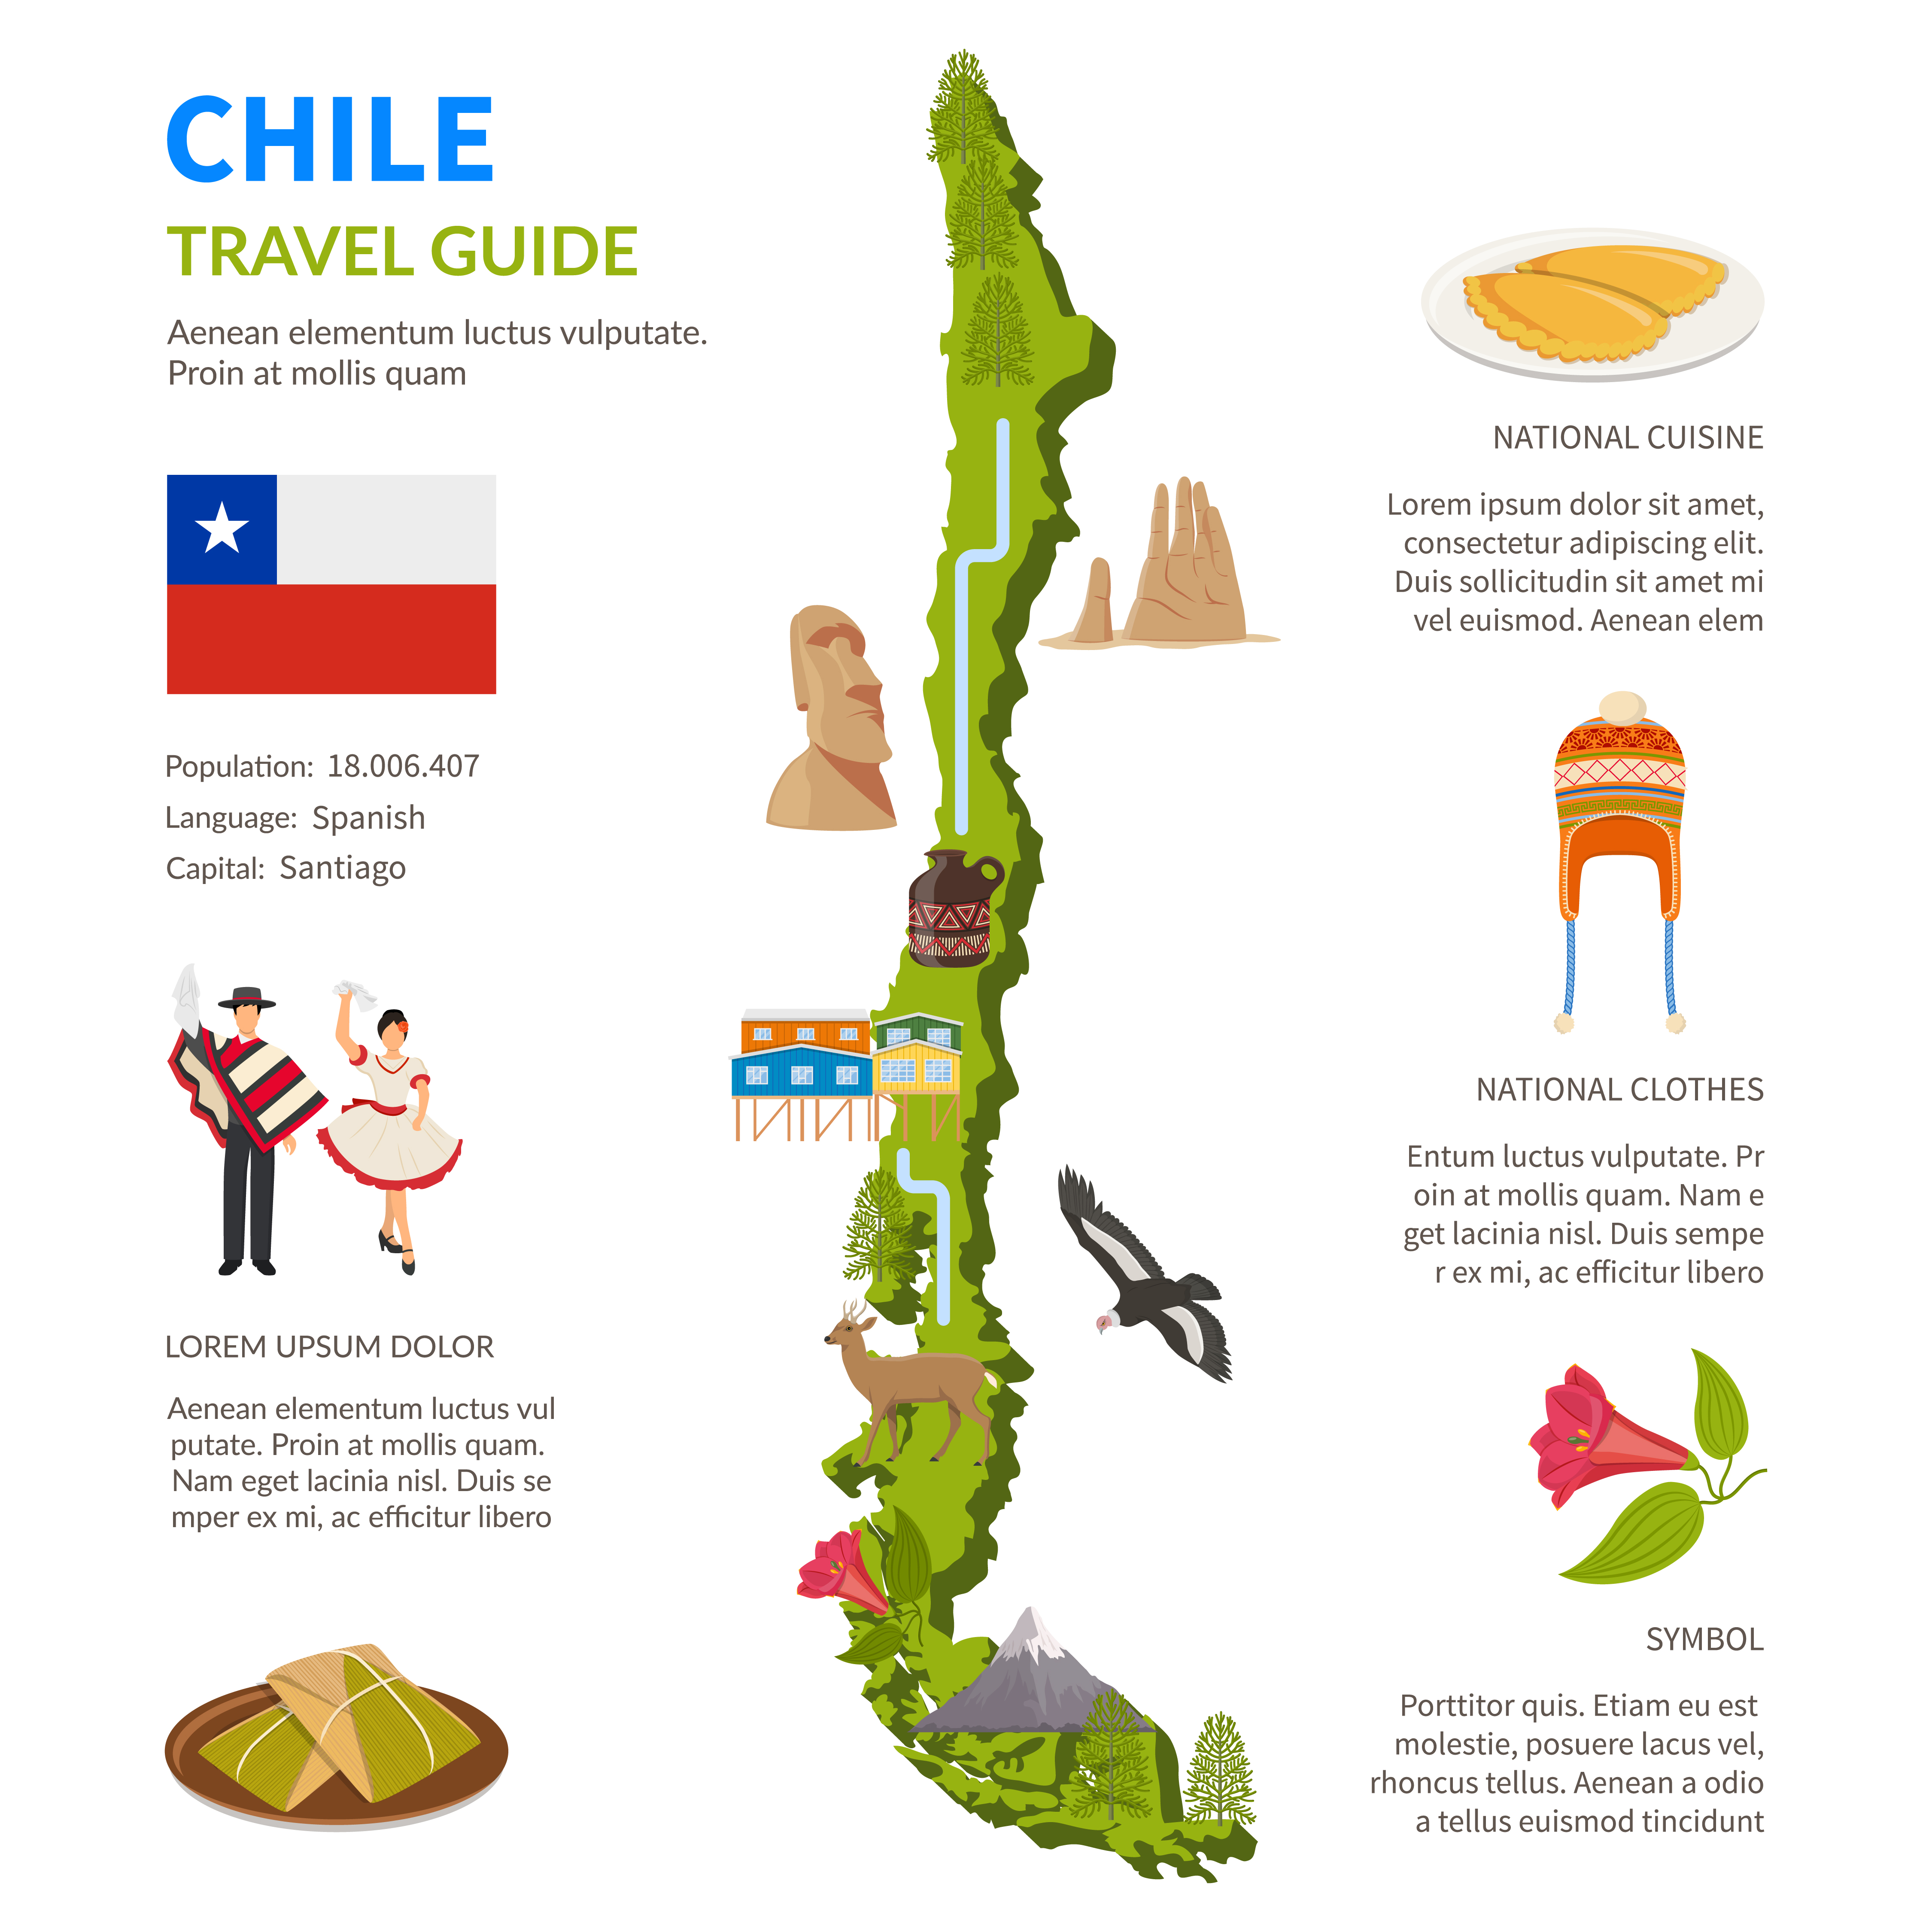 CHILE
TRAVEL GUIDE
Aenean elementum luctus vulputate.
Proin at mollis quam
Population: 18.006.407
Language: Spanish
Capital: Santiago
LOREM UPSUM DOLOR
Aenean elementum luctus vul
putate. Proin at mollis quam.
Nam eget lacinia nisl. Duis se
mper ex mi, ac efficitur libero
NATIONAL CUISINE
Lorem ipsum dolor sit amet,
consectetur adipiscing elit.
Duis sollicitudin sit amet mi
vel euismod. Aenean elem
NATIONAL CLOTHES
Entum luctus vulputate. Pr
oin at mollis quam. Nam e
get lacinia nisl. Duis sempe
r ex mi, ac efficitur libero
SYMBOL
Porttitor quis. Etiam eu est
molestie, posuere lacus vel,
rhoncus tellus. Aenean a odio
a tellus euismod tincidunt